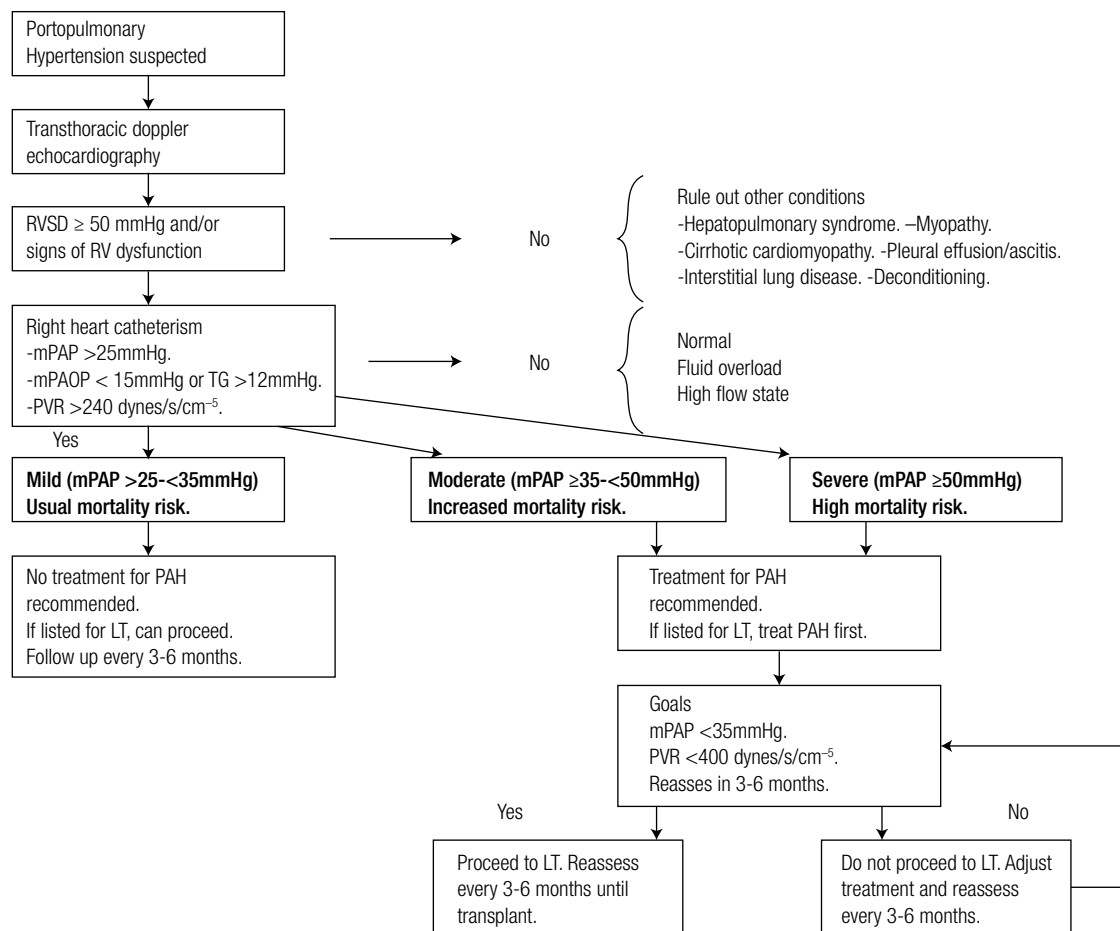 Portopulmonary
Hypertension suspected
Transthoracic doppler
echocardiography
RVSD ≥ 50 mmHg and/or
signs of RV dysfunction
No
Rule out other conditions
-Hepatopulmonary syndrome. –Myopathy.
-Cirrhotic cardiomyopathy. -Pleural effusion/ascitis.
-Interstitial lung disease. -Deconditioning.
Right heart catheterism
-mPAP >25mmHg.
-mPAOP < 15mmHg or TG >12mmHg.
-PVR >240 dynes/s/cm⁻⁵.
No
Normal
Fluid overload
High flow state
Yes
Mild (mPAP >25-<35mmHg)
Usual mortality risk.
Moderate (mPAP ≥35-<50mmHg)
Increased mortality risk.
Severe (mPAP ≥50mmHg)
High mortality risk.
No treatment for PAH
recommended.
If listed for LT, can proceed.
Follow up every 3-6 months.
Treatment for PAH
recommended.
If listed for LT, treat PAH first.
Goals
mPAP <35mmHg.
PVR <400 dynes/s/cm⁻⁵.
Reasses in 3-6 months.
Yes
No
Proceed to LT. Reassess
every 3-6 months until
transplant.
Do not proceed to LT. Adjust
treatment and reassess
every 3-6 months.